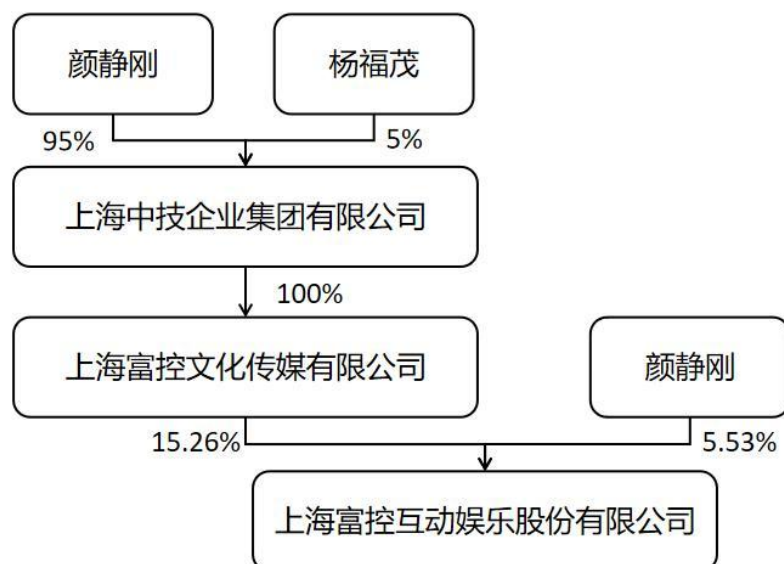 颜静刚
杨福茂
95%
5%
上海中技企业集团有限公司
100%
上海富控文化传媒有限公司
颜静刚
15.26%
5.53%
上海富控互动娱乐股份有限公司